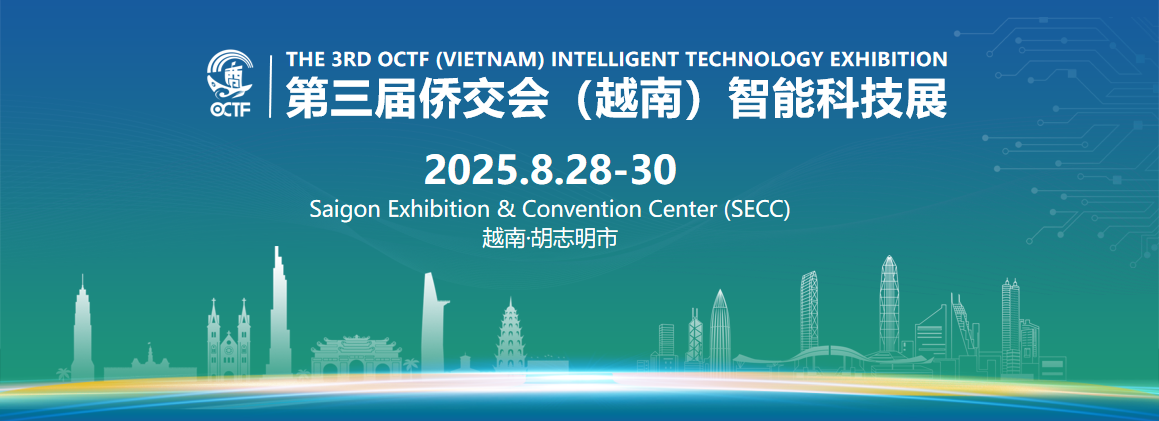 THE 3RD OCTF (VIETNAM) INTELLIGENT TECHNOLOGY EXHIBITION
商
OCTF
第三届侨交会（越南）智能科技展
2025.8.28-30
Saigon Exhibition & Convention Center (SECC)
越南·胡志明市